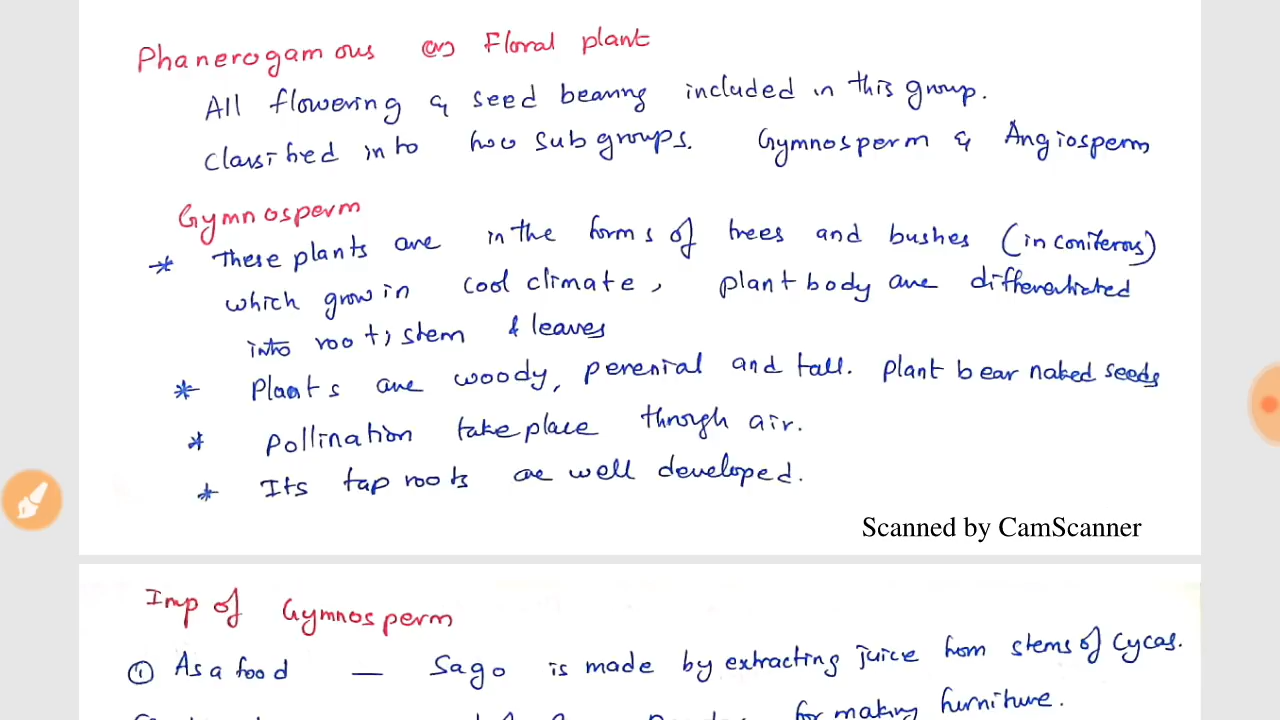 Phanerogamous (or) Floral plant
All flowering & seed bearing included in this group.
Classified into two subgroups. Gymnosperm & Angiosperm
Gymnosperm
* These plants are in the forms of trees and bushes (in coniferous)
which grow in cool climate, plant body are differentiated
into root, stem & leaves
* Plants are woody, perenial and tall. plant bear naked seeds
* Pollination take place through air.
* Its tap roots are well developed.
Scanned by CamScanner
Imp of Gymnosperm
① As a food — Sago is made by extracting juice from stems of Cycas.
for making furniture.